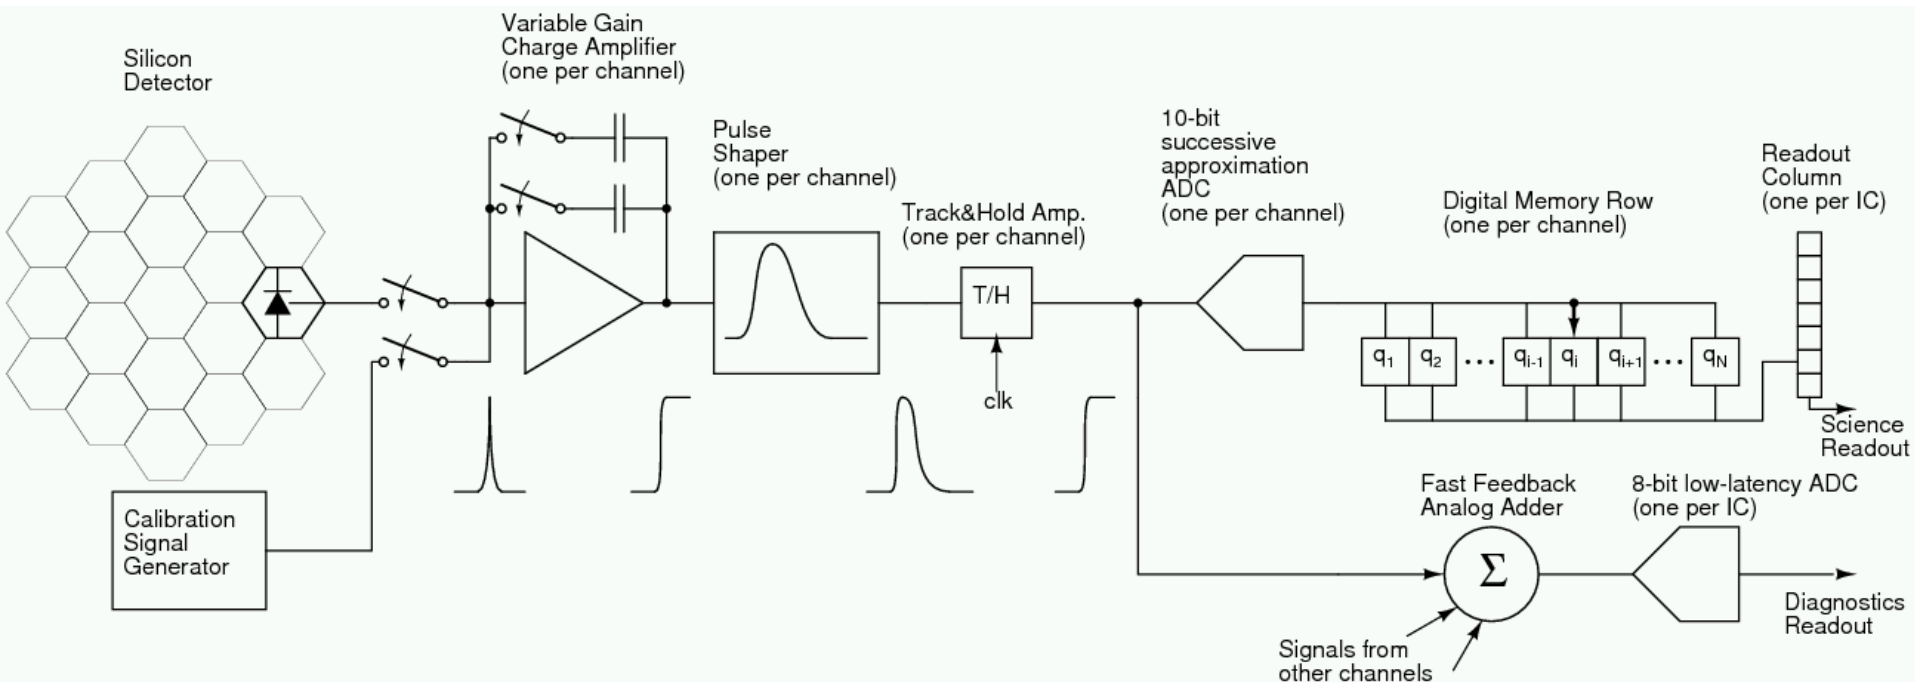 Silicon
Detector
Variable Gain
Charge Amplifier
(one per channel)
Pulse
Shaper
(one per channel)
Track&Hold Amp.
(one per channel)
T/H
clk
10-bit
successive
approximation
ADC
(one per channel)
Digital Memory Row
(one per channel)
q1 q2 ... qi-1 qi qi+1 ... qN
Readout
Column
(one per IC)
Science
Readout
Calibration
Signal
Generator
Fast Feedback
Analog Adder
Σ
Signals from
other channels
8-bit low-latency ADC
(one per IC)
Diagnostics
Readout